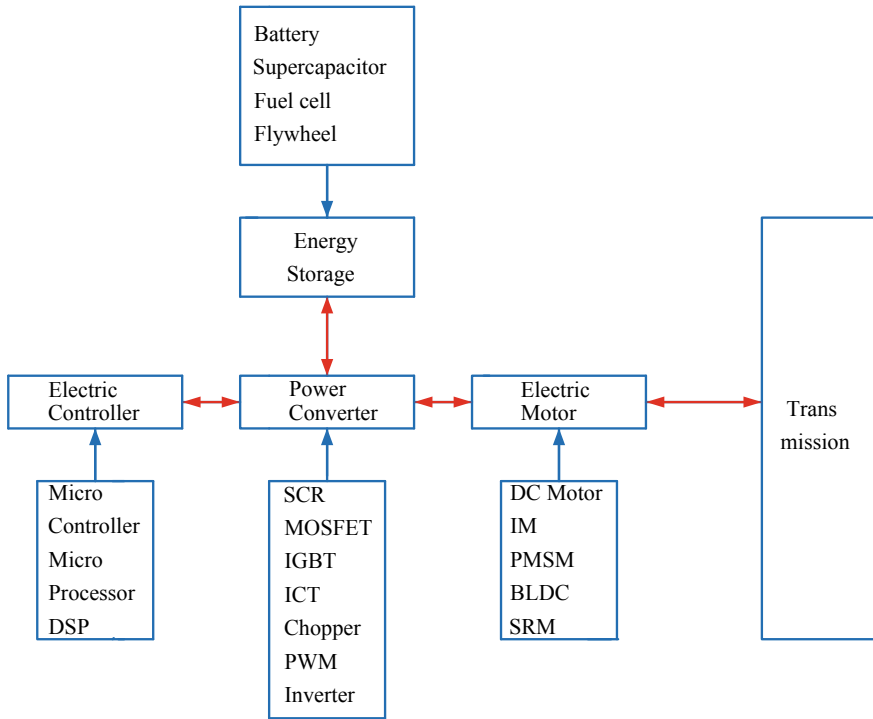 Battery
Supercapacitor
Fuel cell
Flywheel
Energy
Storage
Electric
Controller
Power
Converter
Electric
Motor
Trans
mission
Micro
Controller
Micro
Processor
DSP
SCR
MOSFET
IGBT
ICT
Chopper
PWM
Inverter
DC Motor
IM
PMSM
BLDC
SRM